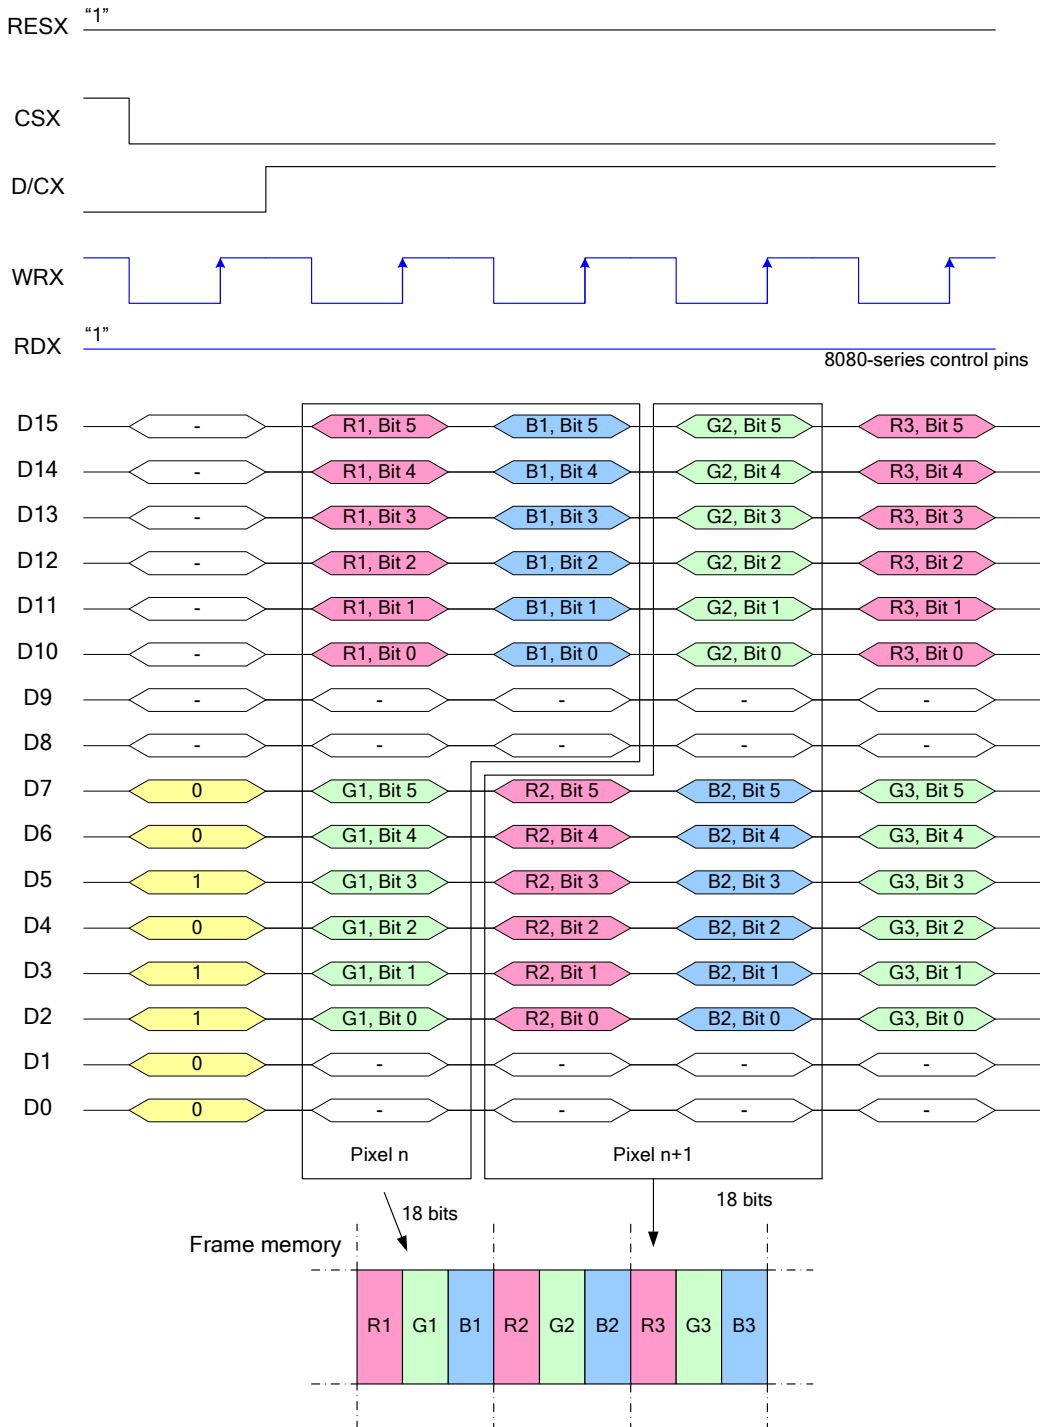 RESX “1”
CSX
D/CX
WRX
RDX “1”
8080-series control pins
D15 - R1, Bit 5 B1, Bit 5 G2, Bit 5 R3, Bit 5
D14 - R1, Bit 4 B1, Bit 4 G2, Bit 4 R3, Bit 4
D13 - R1, Bit 3 B1, Bit 3 G2, Bit 3 R3, Bit 3
D12 - R1, Bit 2 B1, Bit 2 G2, Bit 2 R3, Bit 2
D11 - R1, Bit 1 B1, Bit 1 G2, Bit 1 R3, Bit 1
D10 - R1, Bit 0 B1, Bit 0 G2, Bit 0 R3, Bit 0
D9 - - - - -
D8 - - - - -
D7 0 G1, Bit 5 R2, Bit 5 B2, Bit 5 G3, Bit 5
D6 0 G1, Bit 4 R2, Bit 4 B2, Bit 4 G3, Bit 4
D5 1 G1, Bit 3 R2, Bit 3 B2, Bit 3 G3, Bit 3
D4 0 G1, Bit 2 R2, Bit 2 B2, Bit 2 G3, Bit 2
D3 1 G1, Bit 1 R2, Bit 1 B2, Bit 1 G3, Bit 1
D2 1 G1, Bit 0 R2, Bit 0 B2, Bit 0 G3, Bit 0
D1 0 - - - -
D0 0 - - - -
Pixel n Pixel n+1
18 bits 18 bits
Frame memory
R1 G1 B1 R2 G2 B2 R3 G3 B3